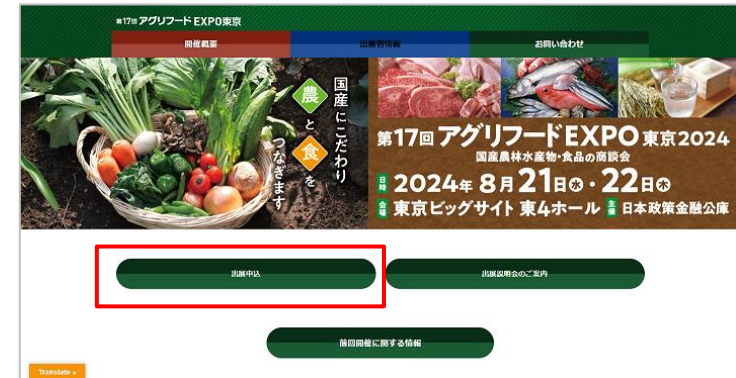 第17回 アグリフード EXPO東京
開催概要
出展者情報
お問い合わせ
国産にこだわり
農と食を
つなぎます
第17回 アグリフードEXPO 東京2024
国産農林水産物・食品の商談会
日時 2024年 8月21日水・22日木
会場 東京ビッグサイト 東4ホール 主催 日本政策金融公庫
出展申込
出展説明会のご案内
前回開催に関する情報
Translate »